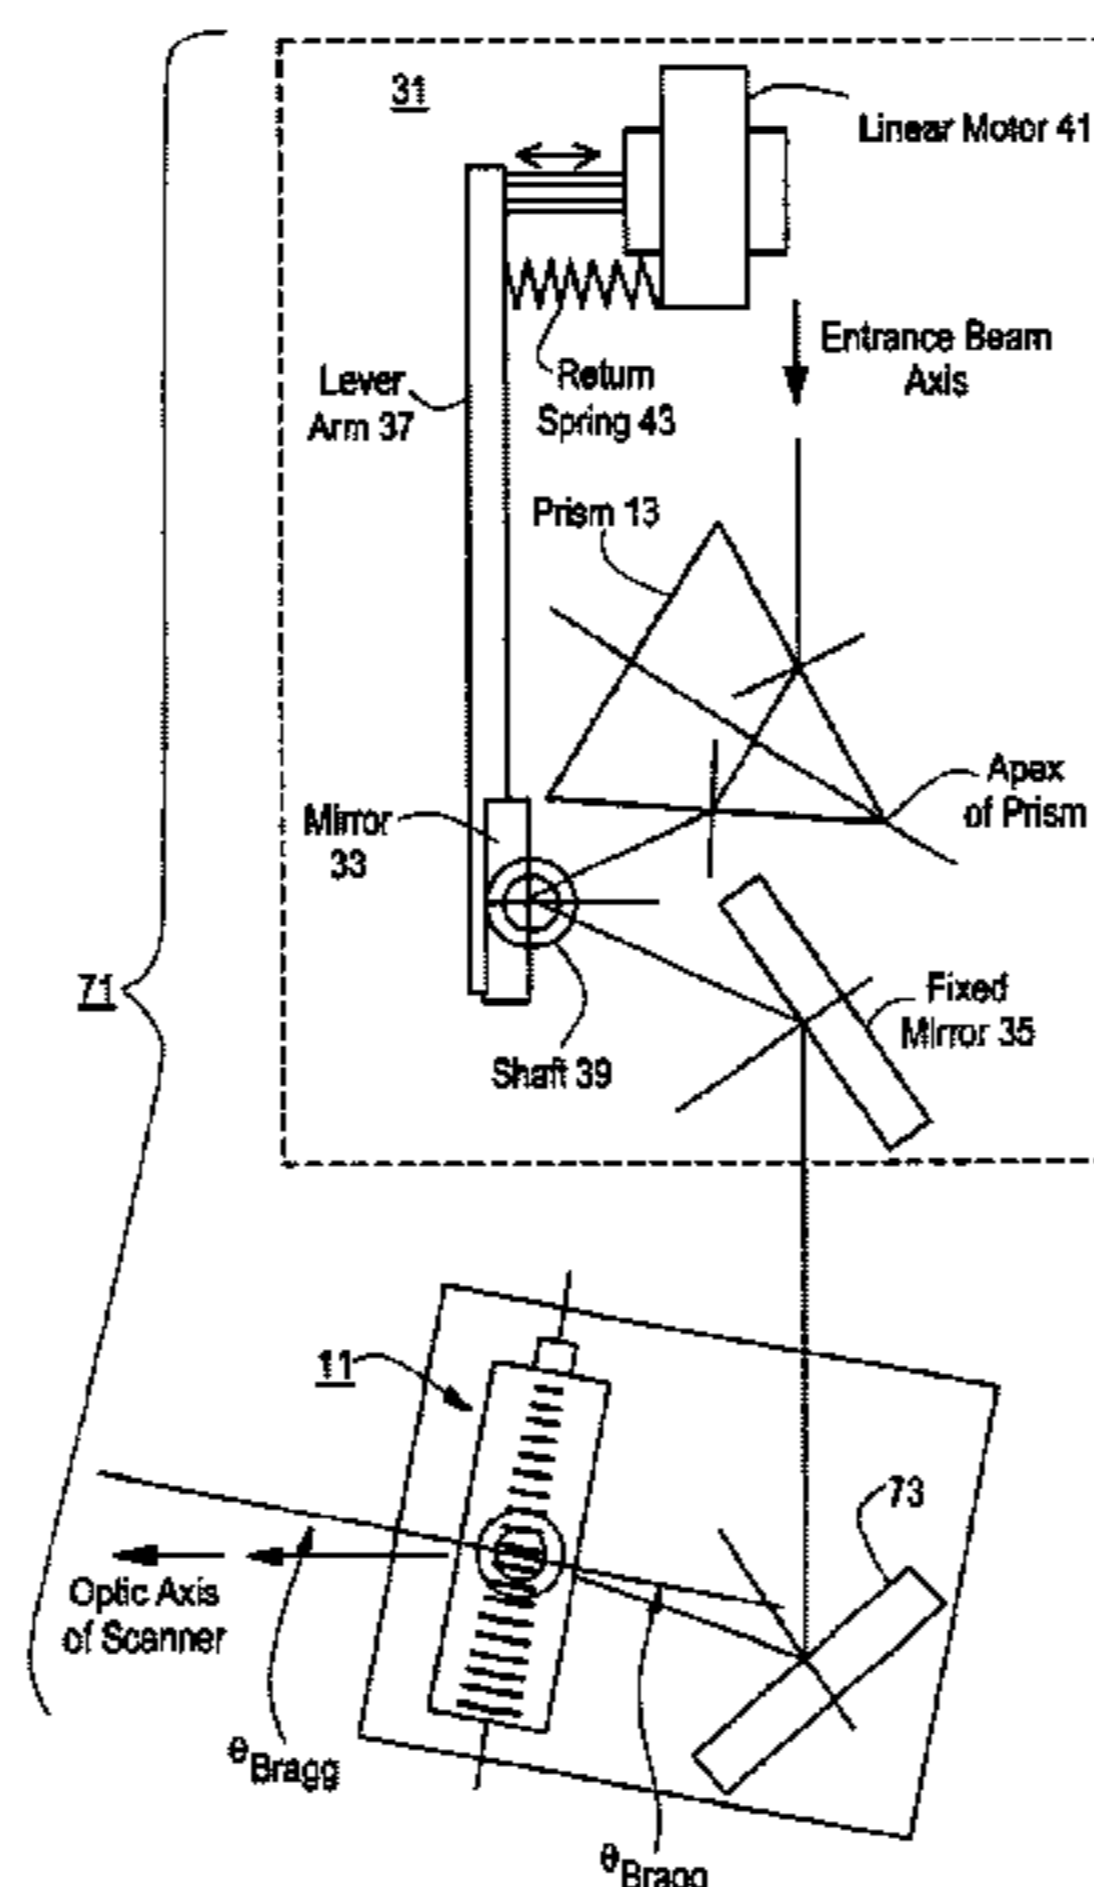 31
Linear Motor 41
Entrance Beam
Axis
Lever
Arm 37
Return
Spring 43
Prism 13
Apex
of Prism
Mirror
33
71
Fixed
Mirror 35
Shaft 39
11
73
Optic Axis
of Scanner
θBragg
θBragg